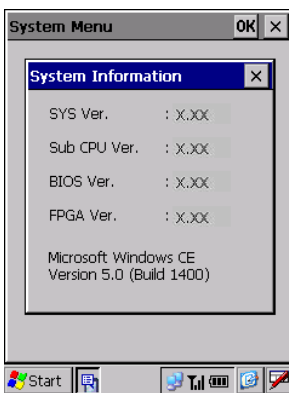 System Menu OK ×
System Information ×
SYS Ver. : X.XX
Sub CPU Ver. : X.XX
BIOS Ver. : X.XX
FPGA Ver. : X.XX
Microsoft Windows CE
Version 5.0 (Build 1400)
Start